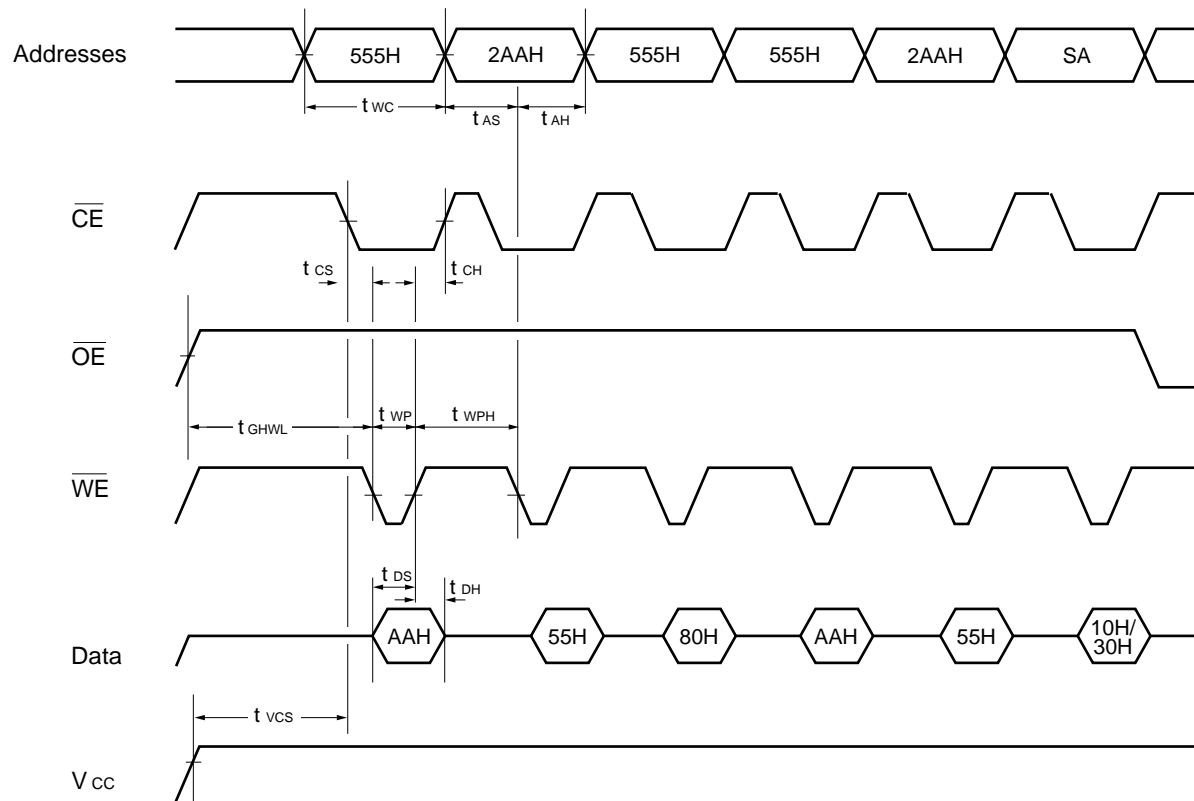 Addresses
555H 2AAH 555H 555H 2AAH SA
t WC t AS t AH
CE
t CS t CH
OE
t GHWL t WP t WPH
WE
t DS t DH
Data
AAH 55H 80H AAH 55H 10H/
30H
t VCS
V CC